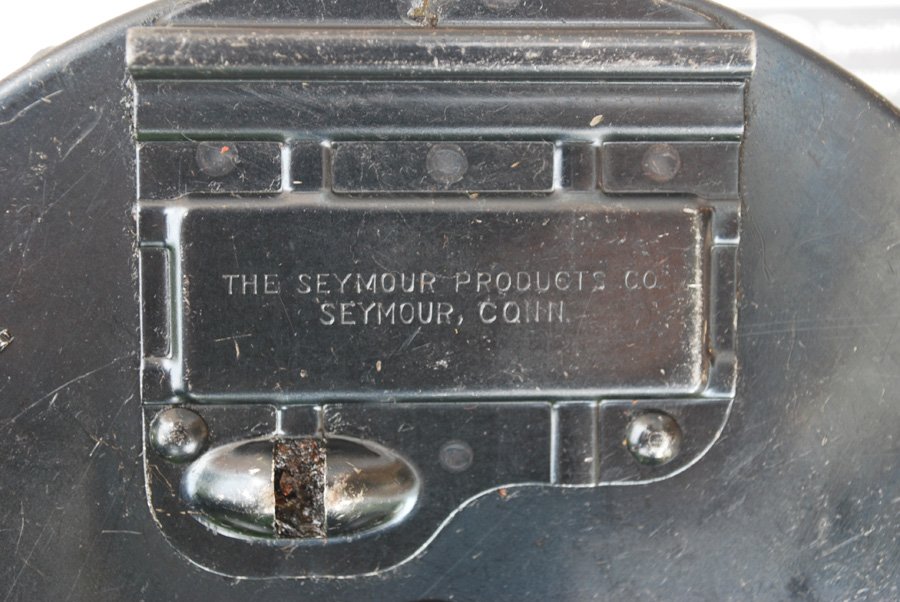 THE SEYMOUR PRODUCTS CO.
SEYMOUR, CONN.